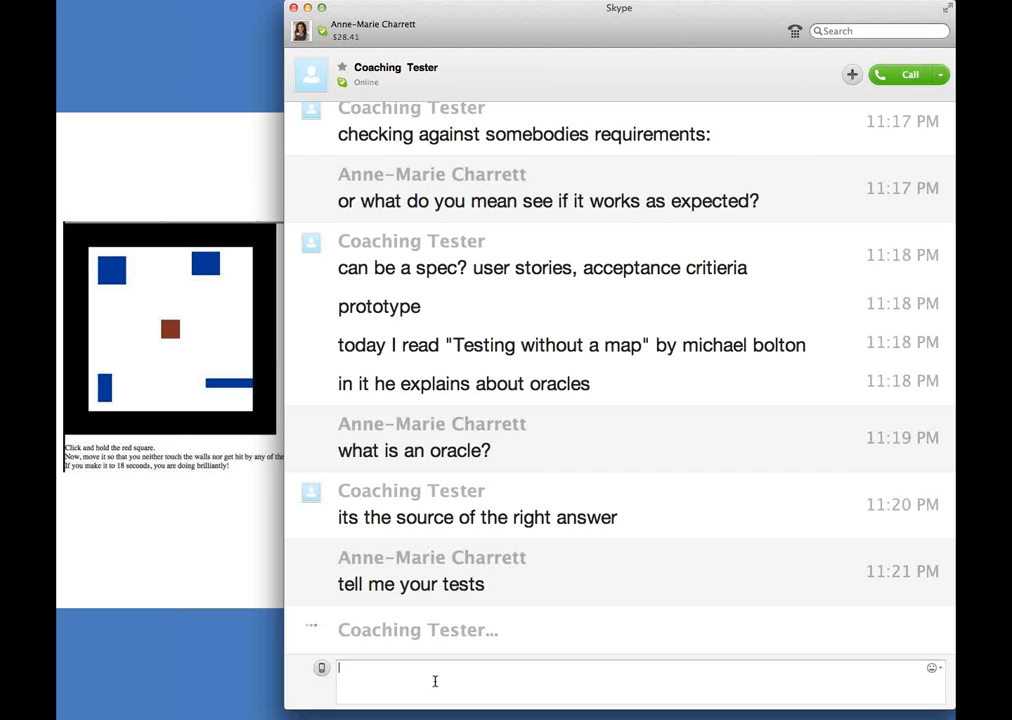 Skype
Anne-Marie Charrett
$28.41
Search
Coaching Tester
Online
Call
Coaching Tester
checking against somebodies requirements:
11:17 PM
Anne-Marie Charrett
or what do you mean see if it works as expected?
11:17 PM
Coaching Tester
can be a spec? user stories, acceptance critieria
11:18 PM
prototype
11:18 PM
today I read "Testing without a map" by michael bolton
11:18 PM
in it he explains about oracles
11:18 PM
Anne-Marie Charrett
what is an oracle?
11:19 PM
Coaching Tester
its the source of the right answer
11:20 PM
Anne-Marie Charrett
tell me your tests
11:21 PM
Coaching Tester...
Click and hold the red square.
Now, move it so that you neither touch the walls nor get hit by any of the
If you make it to 18 seconds, you are doing brilliantly!